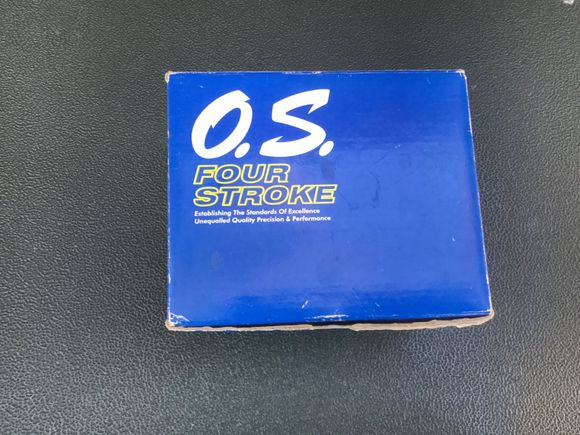 O.S.
FOUR
STROKE
Establishing The Standards Of Excellence
Unequalled Quality Precision & Performance